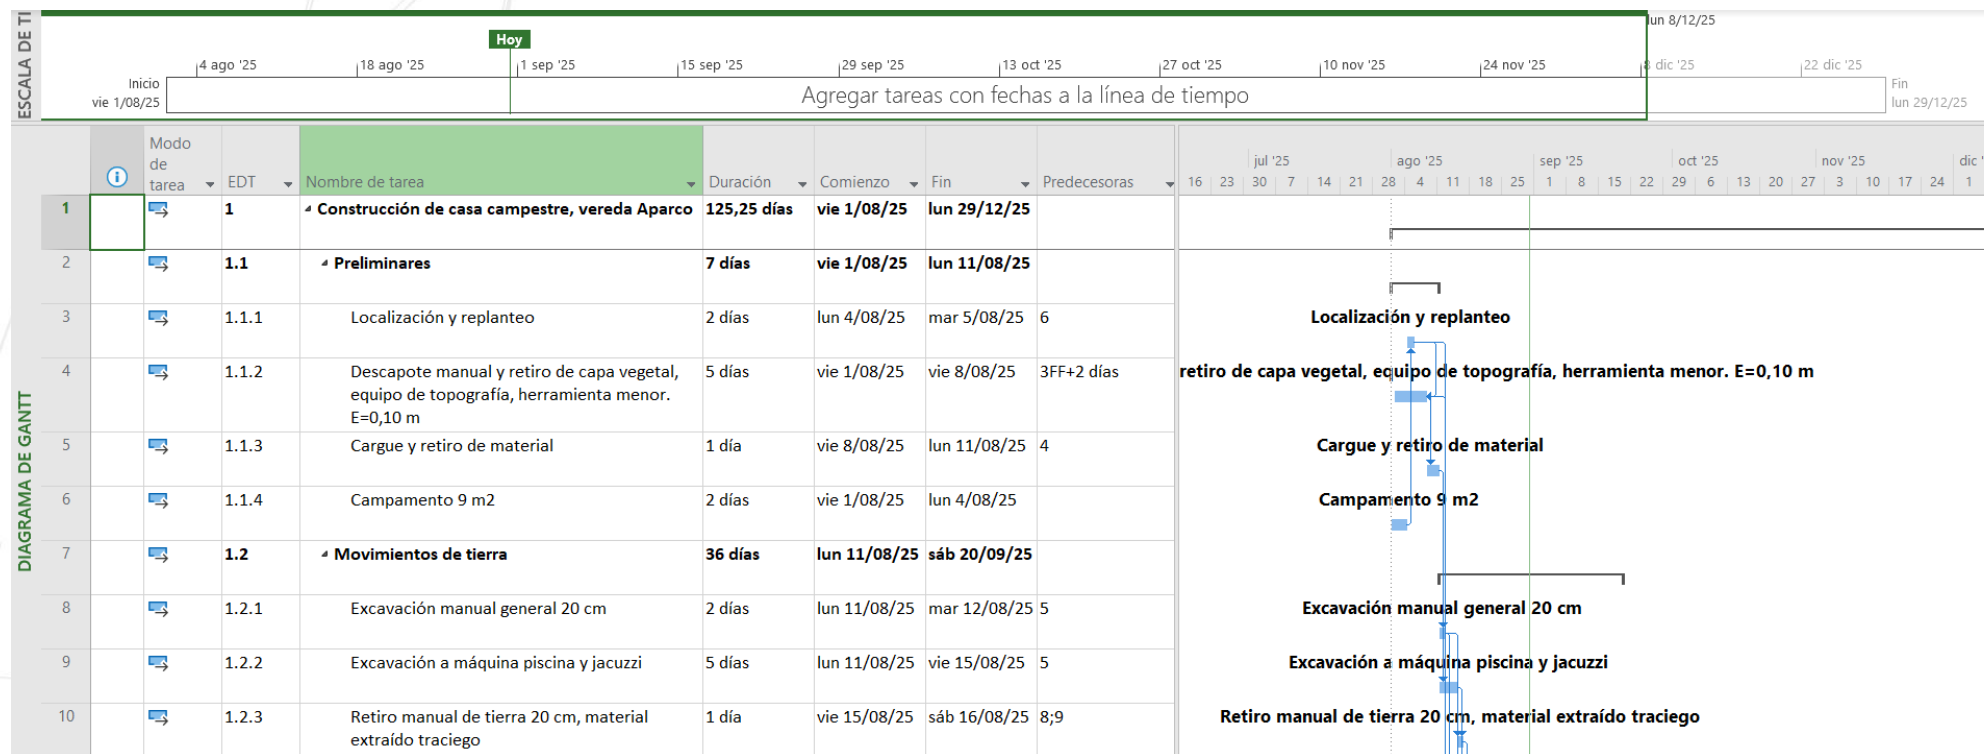 ESCALA DE TI
lun 8/12/25
Hoy
4 ago '25 18 ago '25 1 sep '25 15 sep '25 29 sep '25 13 oct '25 27 oct '25 10 nov '25 24 nov '25 8 dic '25 22 dic '25
Inicio
vie 1/08/25
Agregar tareas con fechas a la línea de tiempo
Fin
lun 29/12/25
DIAGRAMA DE GANTT
Modo de tarea EDT Nombre de tarea Duración Comienzo Fin Predecesoras
jul '25 ago '25 sep '25 oct '25 nov '25 dic '
16 23 30 7 14 21 28 4 11 18 25 1 8 15 22 29 6 13 20 27 3 10 17 24 1
1 1 Construcción de casa campestre, vereda Aparco 125,25 días vie 1/08/25 lun 29/12/25
2 1.1 Preliminares 7 días vie 1/08/25 lun 11/08/25
3 1.1.1 Localización y replanteo 2 días lun 4/08/25 mar 5/08/25 6
Localización y replanteo
4 1.1.2 Descapote manual y retiro de capa vegetal, 5 días vie 1/08/25 vie 8/08/25 3FF+2 días
equipo de topografía, herramienta menor.
E=0,10 m
retiro de capa vegetal, equipo de topografía, herramienta menor. E=0,10 m
5 1.1.3 Cargue y retiro de material 1 día vie 8/08/25 lun 11/08/25 4
Cargue y retiro de material
6 1.1.4 Campamento 9 m2 2 días vie 1/08/25 lun 4/08/25
Campamento 9 m2
7 1.2 Movimientos de tierra 36 días lun 11/08/25 sáb 20/09/25
8 1.2.1 Excavación manual general 20 cm 2 días lun 11/08/25 mar 12/08/25 5
Excavación manual general 20 cm
9 1.2.2 Excavación a máquina piscina y jacuzzi 5 días lun 11/08/25 vie 15/08/25 5
Excavación a máquina piscina y jacuzzi
10 1.2.3 Retiro manual de tierra 20 cm, material 1 día vie 15/08/25 sáb 16/08/25 8;9
extraído traciego
Retiro manual de tierra 20 cm, material extraído traciego